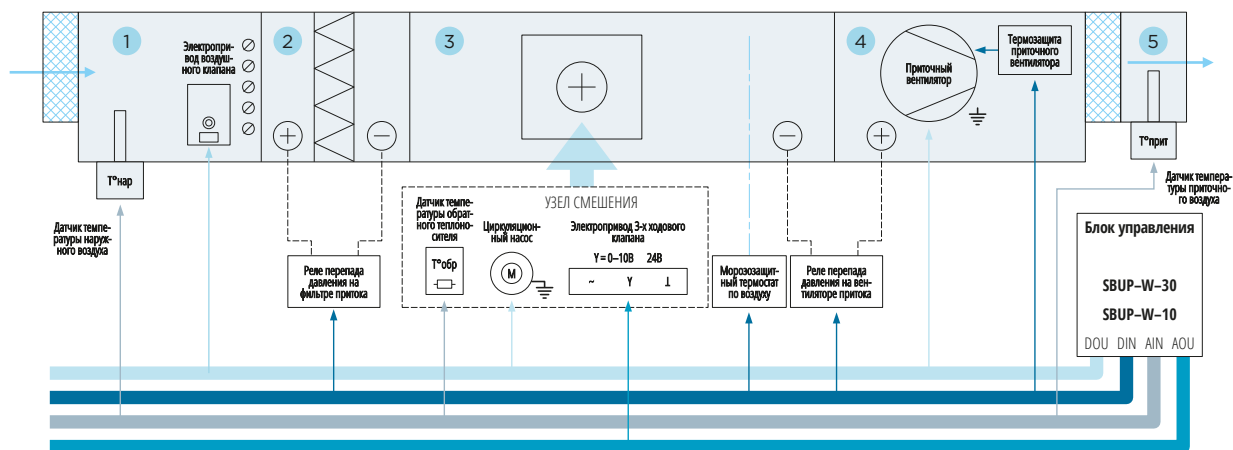 1
Электропри-
вод воздуш-
ного клапана
2
3
4
Приточный
вентилятор
Термозащита
приточного
вентилятора
5
T°нар
Датчик темпе-
ратуры наруж-
ного воздуха
T°прит
Датчик темпера-
туры приточно-
го воздуха
Реле перепада
давления на
фильтре притока
УЗЕЛ СМЕШЕНИЯ
Датчик темпе-
ратуры обрат-
ного теплоно-
сителя
T°обр
Циркуляцион-
ный насос
M
Электропривод 3-х ходового
клапана
Y = 0–10В 24В
~ Y ⊥
Морозозащит-
ный термостат
по воздуху
Реле перепада
давления на вен-
тиляторе притока
Блок управления
SBUP–W–30
SBUP–W–10
DOU DIN AIN AOU